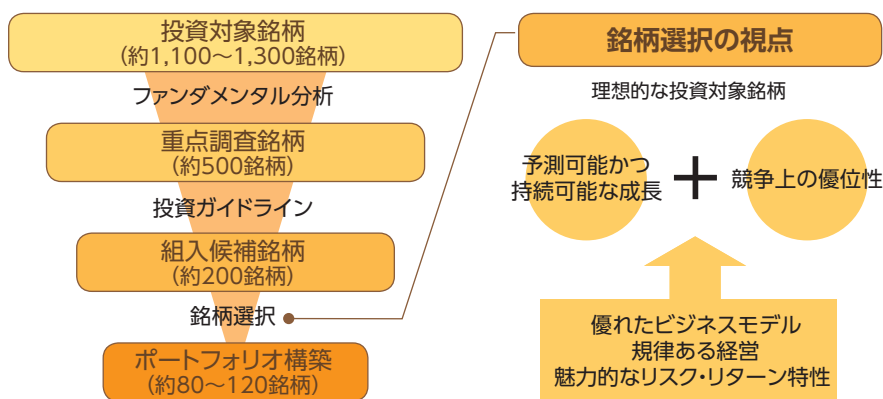 投資対象銘柄
(約1,100～1,300銘柄)
ファンダメンタル分析
重点調査銘柄
(約500銘柄)
投資ガイドライン
組入候補銘柄
(約200銘柄)
銘柄選択
ポートフォリオ構築
(約80～120銘柄)
銘柄選択の視点
理想的な投資対象銘柄
予測可能かつ
持続可能な成長
+
競争上の優位性
優れたビジネスモデル
規律ある経営
魅力的なリスク・リターン特性